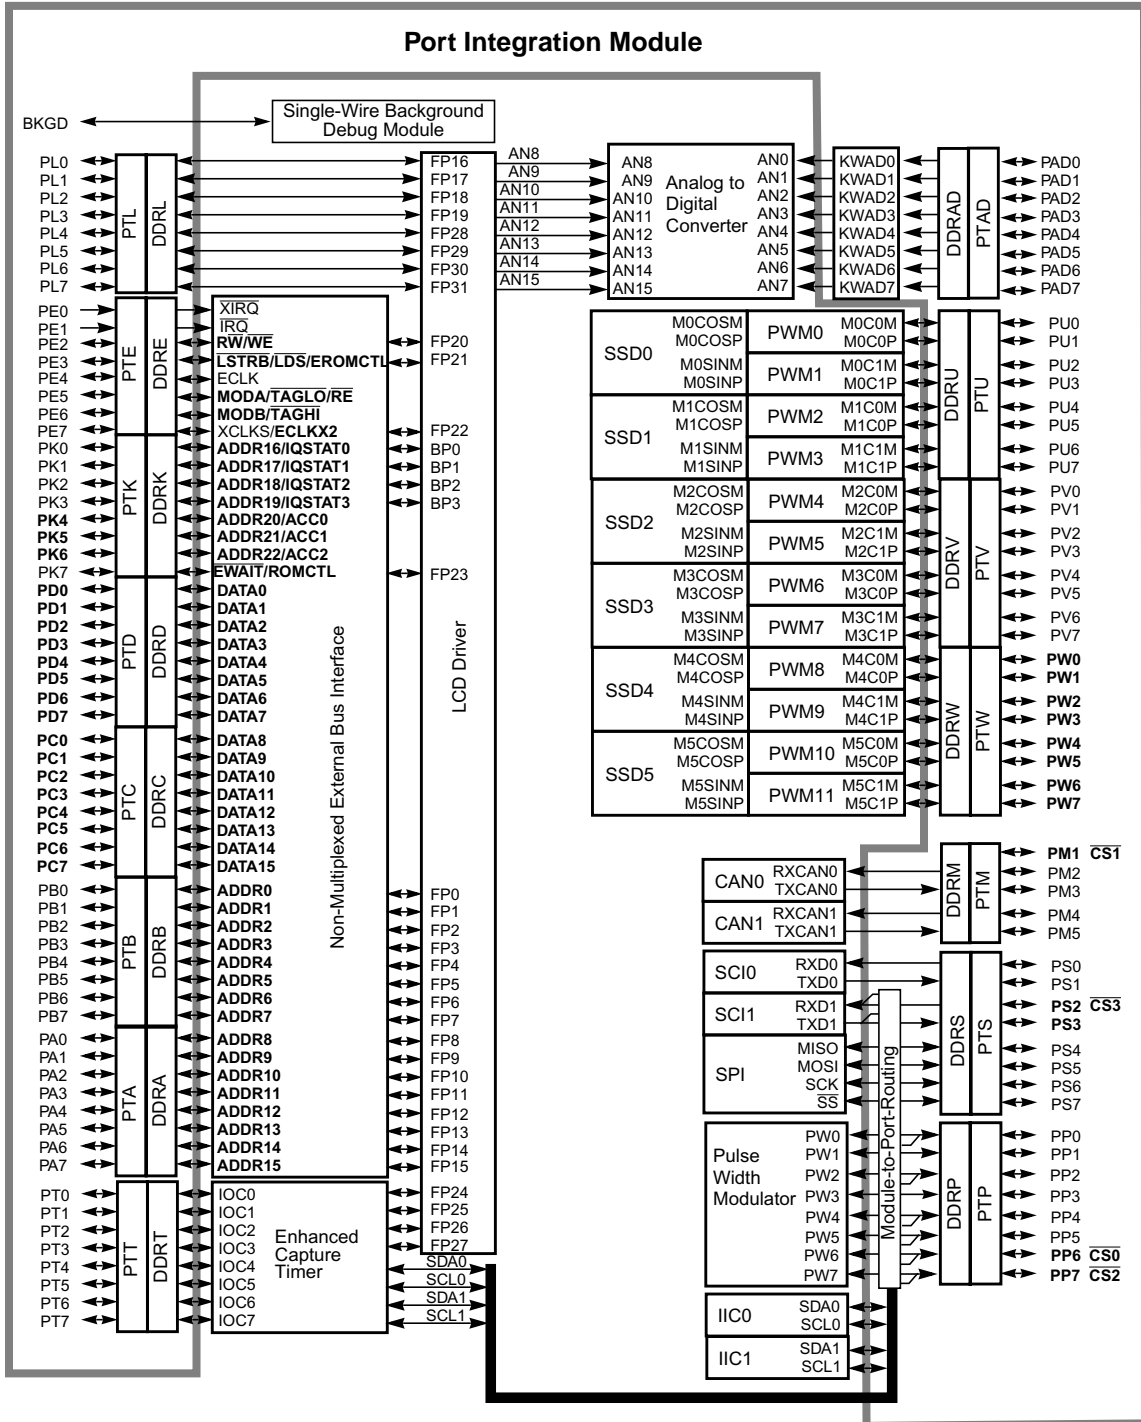 Port Integration Module
BKGD
Single-Wire Background
Debug Module
PL0
PL1
PL2
PL3
PL4
PL5
PL6
PL7
PTL
DDRL
FP16
FP17
FP18
FP19
FP28
FP29
FP30
FP31
PE0
PE1
PE2
PE3
PE4
PE5
PE6
PE7
PTE
DDRE
XIRQ
IRQ
RW/WE
LSTRB/LDS/EROMCTL
ECLK
MODA/TAGLO/RE
MODB/TAGHI
XCLKS/ECLKX2
FP20
FP21
FP22
PK0
PK1
PK2
PK3
PK4
PK5
PK6
PK7
PTK
DDRK
ADDR16/IQSTAT0
ADDR17/IQSTAT1
ADDR18/IQSTAT2
ADDR19/IQSTAT3
ADDR20/ACC0
ADDR21/ACC1
ADDR22/ACC2
EWAIT/ROMCTL
BP0
BP1
BP2
BP3
FP23
PD0
PD1
PD2
PD3
PD4
PD5
PD6
PD7
PTD
DDRD
DATA0
DATA1
DATA2
DATA3
DATA4
DATA5
DATA6
DATA7
PC0
PC1
PC2
PC3
PC4
PC5
PC6
PC7
PTC
DDRC
DATA8
DATA9
DATA10
DATA11
DATA12
DATA13
DATA14
DATA15
Non-Multiplexed External Bus Interface
LCD Driver
PB0
PB1
PB2
PB3
PB4
PB5
PB6
PB7
PTB
DDRB
ADDR0
ADDR1
ADDR2
ADDR3
ADDR4
ADDR5
ADDR6
ADDR7
FP0
FP1
FP2
FP3
FP4
FP5
FP6
FP7
PA0
PA1
PA2
PA3
PA4
PA5
PA6
PA7
PTA
DDRA
ADDR8
ADDR9
ADDR10
ADDR11
ADDR12
ADDR13
ADDR14
ADDR15
FP8
FP9
FP10
FP11
FP12
FP13
FP14
FP15
PT0
PT1
PT2
PT3
PT4
PT5
PT6
PT7
PTT
DDRT
IOC0
IOC1
IOC2
IOC3
IOC4
IOC5
IOC6
IOC7
Enhanced
Capture
Timer
FP24
FP25
FP26
FP27
SDA0
SCL0
SDA1
SCL1
AN8
AN9
AN10
AN11
AN12
AN13
AN14
AN15
AN8
AN9
AN10
AN11
AN12
AN13
AN14
AN15
Analog to
Digital
Converter
AN0
AN1
AN2
AN3
AN4
AN5
AN6
AN7
KWAD0
KWAD1
KWAD2
KWAD3
KWAD4
KWAD5
KWAD6
KWAD7
DDRAD
PTAD
PAD0
PAD1
PAD2
PAD3
PAD4
PAD5
PAD6
PAD7
SSD0
M0COSM
M0COSP
M0SINM
M0SINP
PWM0
PWM1
M0C0M
M0C0P
M0C1M
M0C1P
SSD1
M1COSM
M1COSP
M1SINM
M1SINP
PWM2
PWM3
M1C0M
M1C0P
M1C1M
M1C1P
DDRU
PTU
PU0
PU1
PU2
PU3
PU4
PU5
PU6
PU7
SSD2
M2COSM
M2COSP
M2SINM
M2SINP
PWM4
PWM5
M2C0M
M2C0P
M2C1M
M2C1P
SSD3
M3COSM
M3COSP
M3SINM
M3SINP
PWM6
PWM7
M3C0M
M3C0P
M3C1M
M3C1P
DDRV
PTV
PV0
PV1
PV2
PV3
PV4
PV5
PV6
PV7
SSD4
M4COSM
M4COSP
M4SINM
M4SINP
PWM8
PWM9
M4C0M
M4C0P
M4C1M
M4C1P
SSD5
M5COSM
M5COSP
M5SINM
M5SINP
PWM10
PWM11
M5C0M
M5C0P
M5C1M
M5C1P
DDRW
PTW
PW0
PW1
PW2
PW3
PW4
PW5
PW6
PW7
CAN0
RXCAN0
TXCAN0
CAN1
RXCAN1
TXCAN1
DDRM
PTM
PM1 CS1
PM2
PM3
PM4
PM5
SCI0
RXD0
TXD0
SCI1
RXD1
TXD1
SPI
MISO
MOSI
SCK
SS
Module-to-Port-Routing
DDRS
PTS
PS0
PS1
PS2 CS3
PS3
PS4
PS5
PS6
PS7
Pulse
Width
Modulator
PW0
PW1
PW2
PW3
PW4
PW5
PW6
PW7
DDRP
PTP
PP0
PP1
PP2
PP3
PP4
PP5
PP6 CS0
PP7 CS2
IIC0
SDA0
SCL0
IIC1
SDA1
SCL1